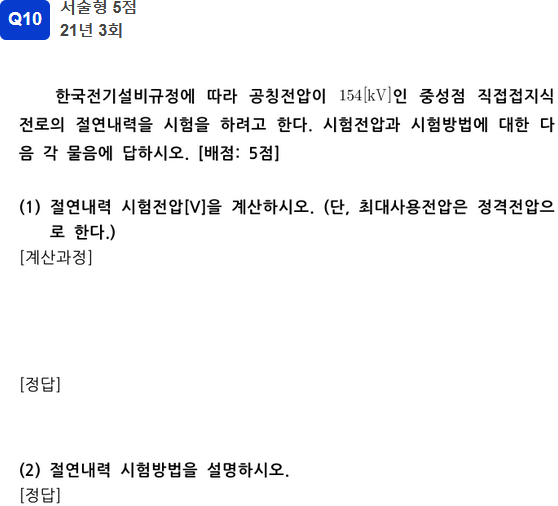 Q10
서술형 5점
21년 3회
한국전기설비규정에 따라 공칭전압이 154[kV]인 중성점 직접접지식
전로의 절연내력을 시험을 하려고 한다. 시험전압과 시험방법에 대한 다
음 각 물음에 답하시오. [배점: 5점]
(1) 절연내력 시험전압[V]을 계산하시오. (단, 최대사용전압은 정격전압으
로 한다.)
[계산과정]
[정답]
(2) 절연내력 시험방법을 설명하시오.
[정답]